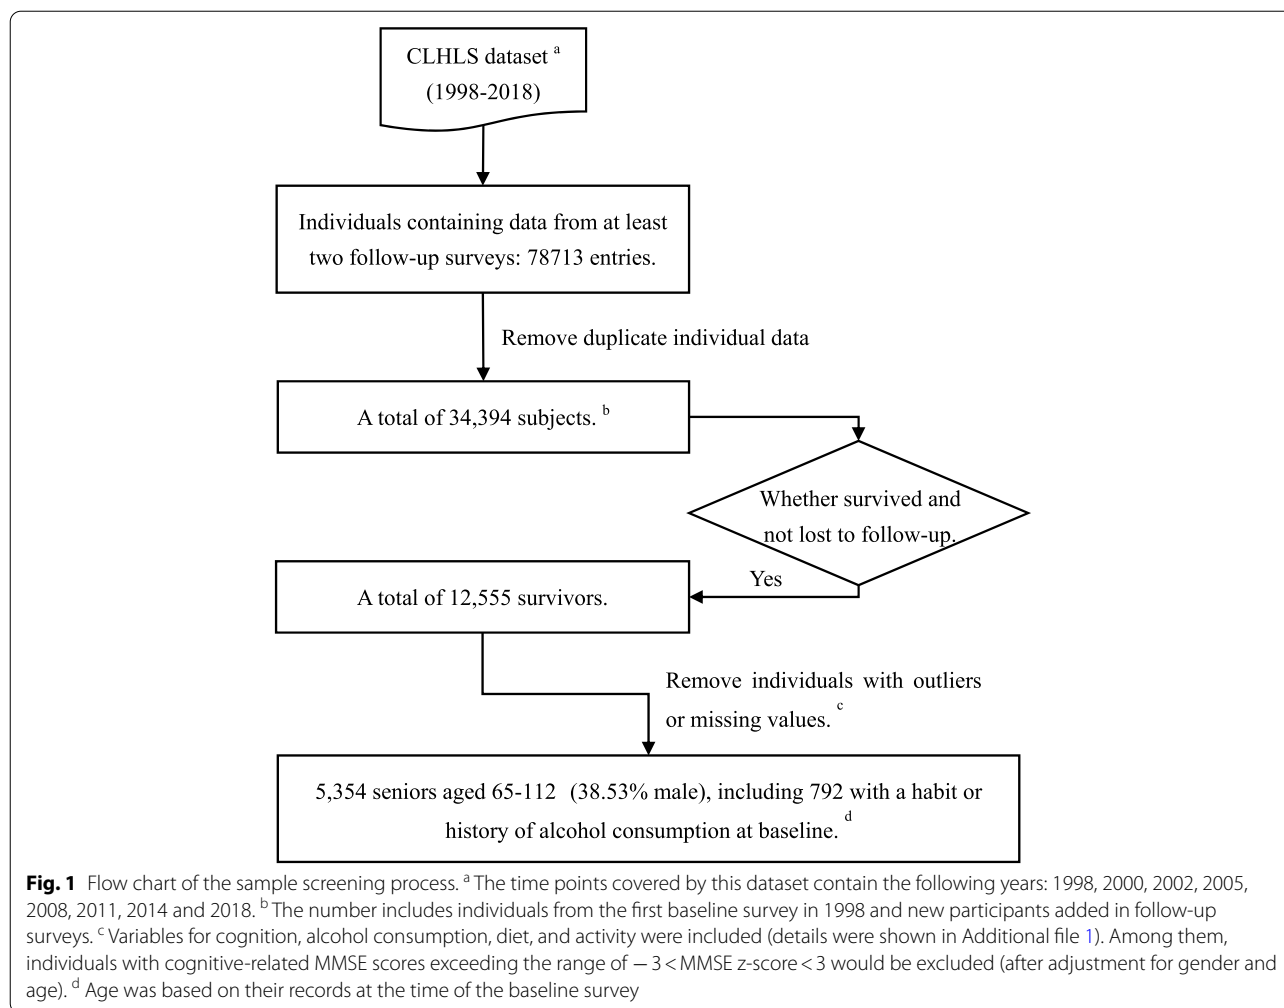 CLHLS dataset a
(1998-2018)
Individuals containing data from at least
two follow-up surveys: 78713 entries.
Remove duplicate individual data
A total of 34,394 subjects. b
Whether survived and
not lost to follow-up.
Yes
A total of 12,555 survivors.
Remove individuals with outliers
or missing values. c
5,354 seniors aged 65-112 (38.53% male), including 792 with a habit or
history of alcohol consumption at baseline. d
Fig. 1 Flow chart of the sample screening process. a The time points covered by this dataset contain the following years: 1998, 2000, 2002, 2005,
2008, 2011, 2014 and 2018. b The number includes individuals from the first baseline survey in 1998 and new participants added in follow-up
surveys. c Variables for cognition, alcohol consumption, diet, and activity were included (details were shown in Additional file 1). Among them,
individuals with cognitive-related MMSE scores exceeding the range of − 3 < MMSE z-score < 3 would be excluded (after adjustment for gender and
age). d Age was based on their records at the time of the baseline survey